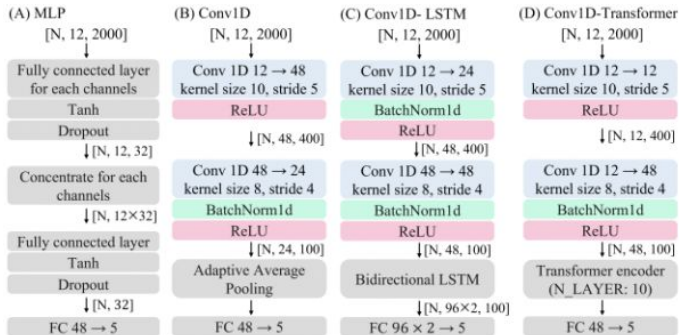 (A) MLP
[N, 12, 2000]
Fully connected layer
for each channels
Tanh
Dropout
[N, 12, 32]
Concentrate for each
channels
[N, 12×32]
Fully connected layer
Tanh
Dropout
[N, 32]
FC 48 → 5
(B) Conv1D
[N, 12, 2000]
Conv 1D 12 → 48
kernel size 10, stride 5
ReLU
[N, 48, 400]
Conv 1D 48 → 24
kernel size 8, stride 4
BatchNorm1d
ReLU
[N, 24, 100]
Adaptive Average
Pooling
FC 48 → 5
(C) Conv1D- LSTM
[N, 12, 2000]
Conv 1D 12 → 24
kernel size 10, stride 5
BatchNorm1d
ReLU
[N, 48, 400]
Conv 1D 48 → 48
kernel size 8, stride 4
BatchNorm1d
ReLU
[N, 48, 100]
Bidirectional LSTM
[N, 96×2, 100]
FC 96 × 2 → 5
(D) Conv1D-Transformer
[N, 12, 2000]
Conv 1D 12 → 12
kernel size 10, stride 5
ReLU
[N, 12, 400]
Conv 1D 12 → 48
kernel size 8, stride 4
BatchNorm1d
ReLU
[N, 48, 100]
Transformer encoder
(N_LAYER: 10)
FC 48 → 5